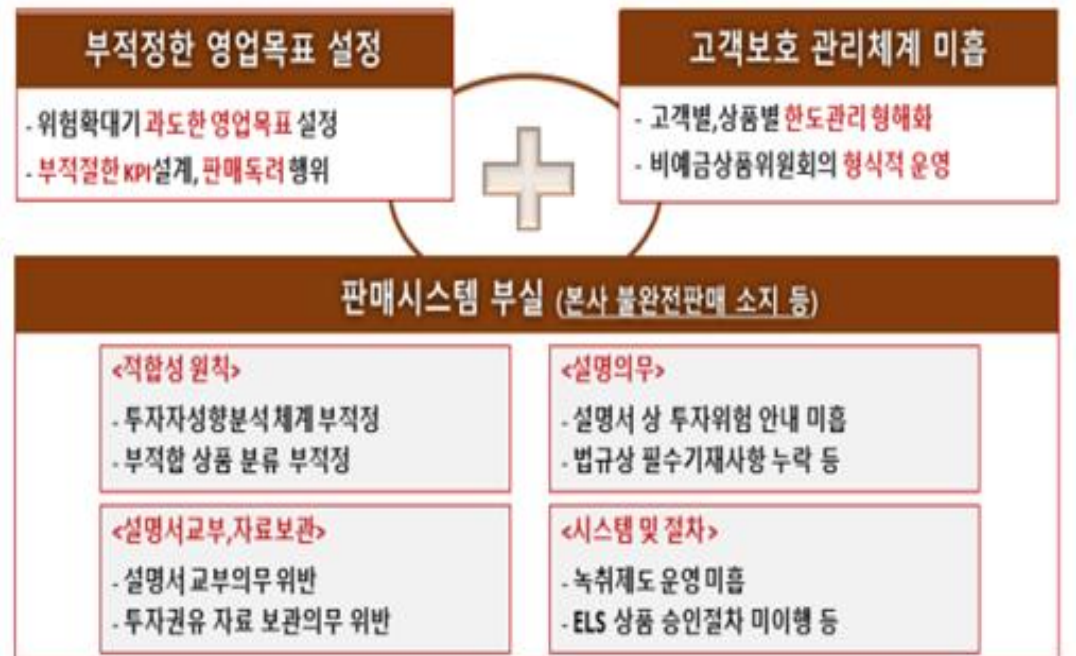 부적정한 영업목표 설정
- 위험확대기 과도한 영업목표 설정
- 부적절한 KPI설계, 판매독려 행위
고객보호 관리체계 미흡
- 고객별,상품별 한도관리 형해화
- 비예금상품위원회의 형식적 운영
판매시스템 부실 (본사 불완전판매 소지 등)
<적합성 원칙>
- 투자자성향분석 체계 부적정
- 부적합 상품 분류 부적정
<설명의무>
- 설명서 상 투자위험 안내 미흡
- 법규상 필수기재사항 누락 등
<설명서교부,자료보관>
- 설명서 교부의무 위반
- 투자권유 자료 보관의무 위반
<시스템 및 절차>
- 녹취제도 운영 미흡
- ELS 상품 승인절차 미이행 등